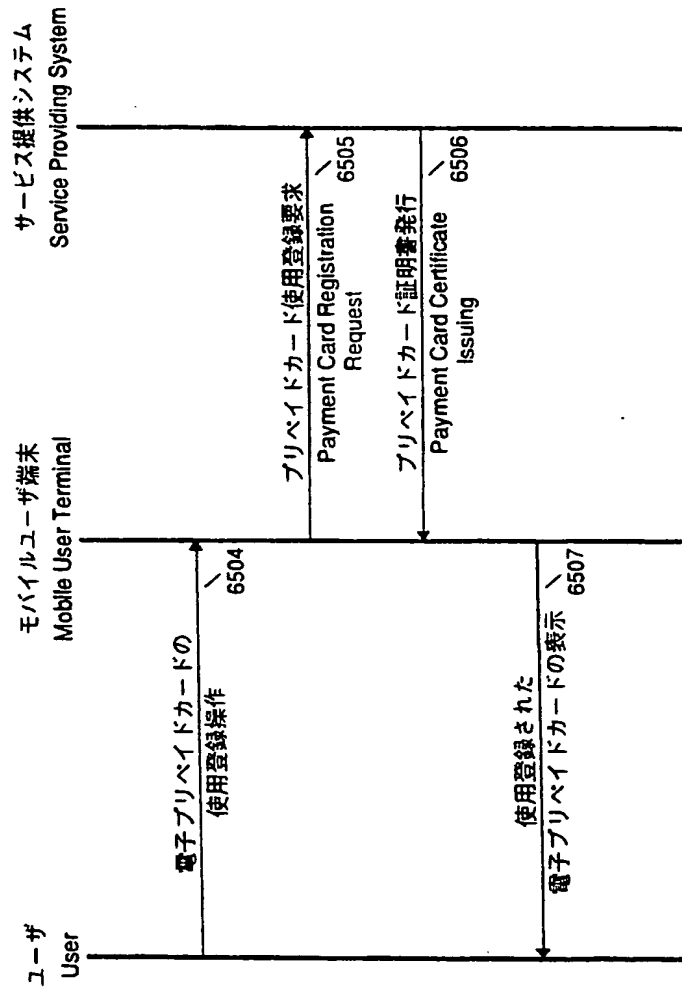 ユーザ
User
モバイルユーザ端末
Mobile User Terminal
サービス提供システム
Service Providing System
電子プリペイドカードの
使用登録操作
6504
プリペイドカード使用登録要求
Payment Card Registration
Request
6505
プリペイドカード証明書発行
Payment Card Certificate
Issuing
6506
使用登録された
電子プリペイドカードの表示
6507